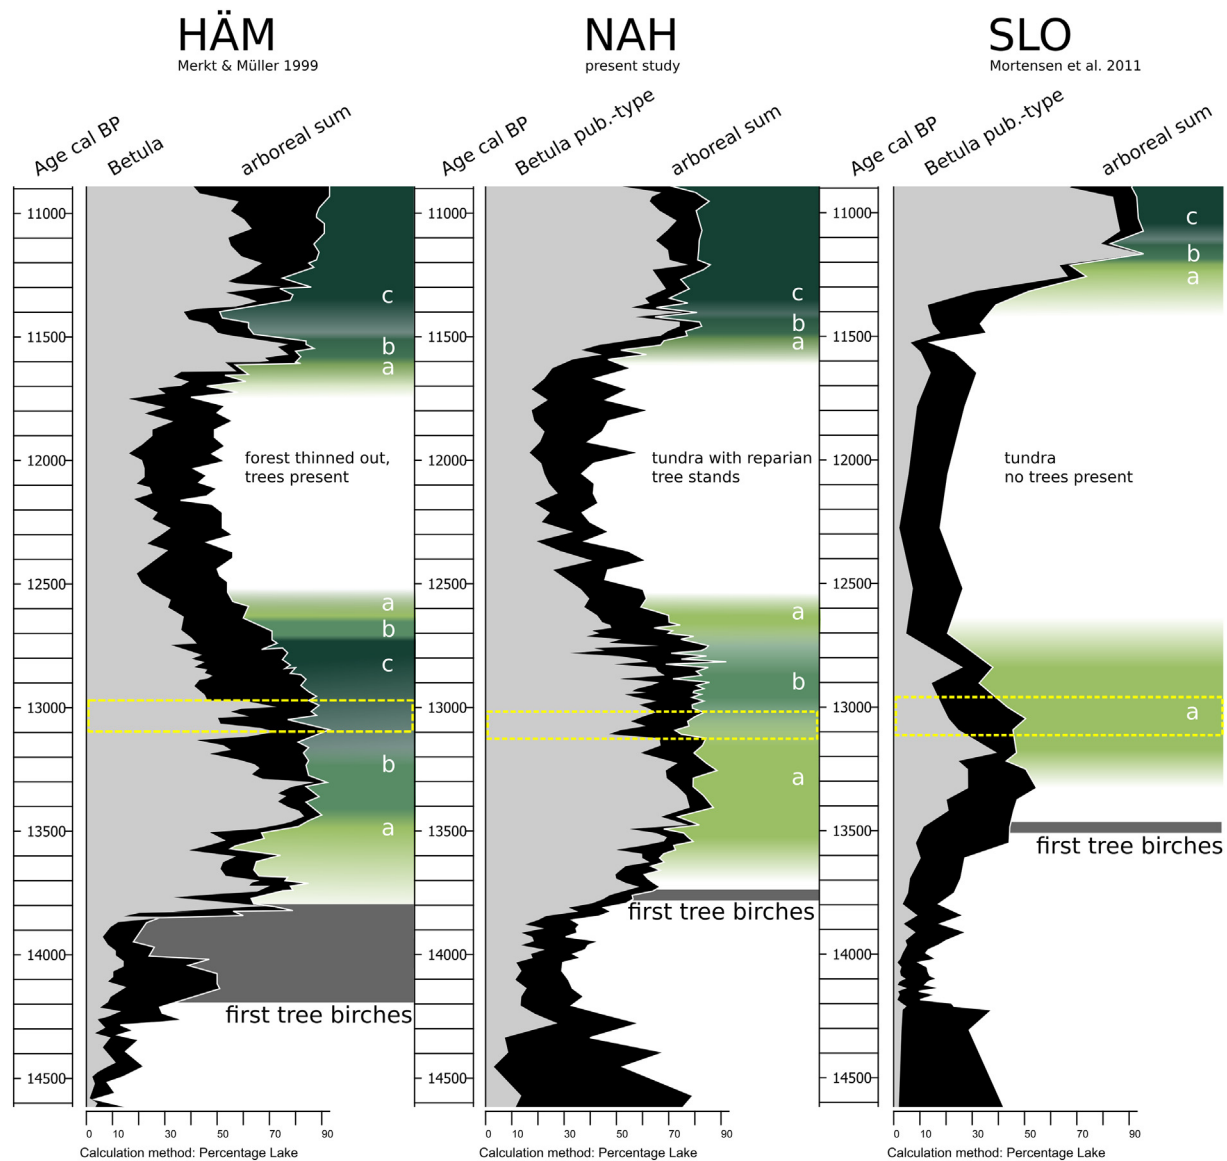 HÄM
Merkt & Müller 1999
NAH
present study
SLO
Mortensen et al. 2011
Age cal BP
Betula
arboreal sum
Age cal BP
Betula pub.-type
arboreal sum
Age cal BP
Betula pub.-type
arboreal sum
11000
11500
12000
12500
13000
13500
14000
14500
c
b
a
forest thinned out,
trees present
a
b
c
b
a
first tree birches
0 10 30 50 70 90
Calculation method: Percentage Lake
11000
11500
12000
12500
13000
13500
14000
14500
c
b
a
tundra with reparian
tree stands
a
b
a
first tree birches
0 10 30 50 70 90
Calculation method: Percentage Lake
11000
11500
12000
12500
13000
13500
14000
14500
c
b
a
tundra
no trees present
a
first tree birches
0 10 30 50 70 90
Calculation method: Percentage Lake